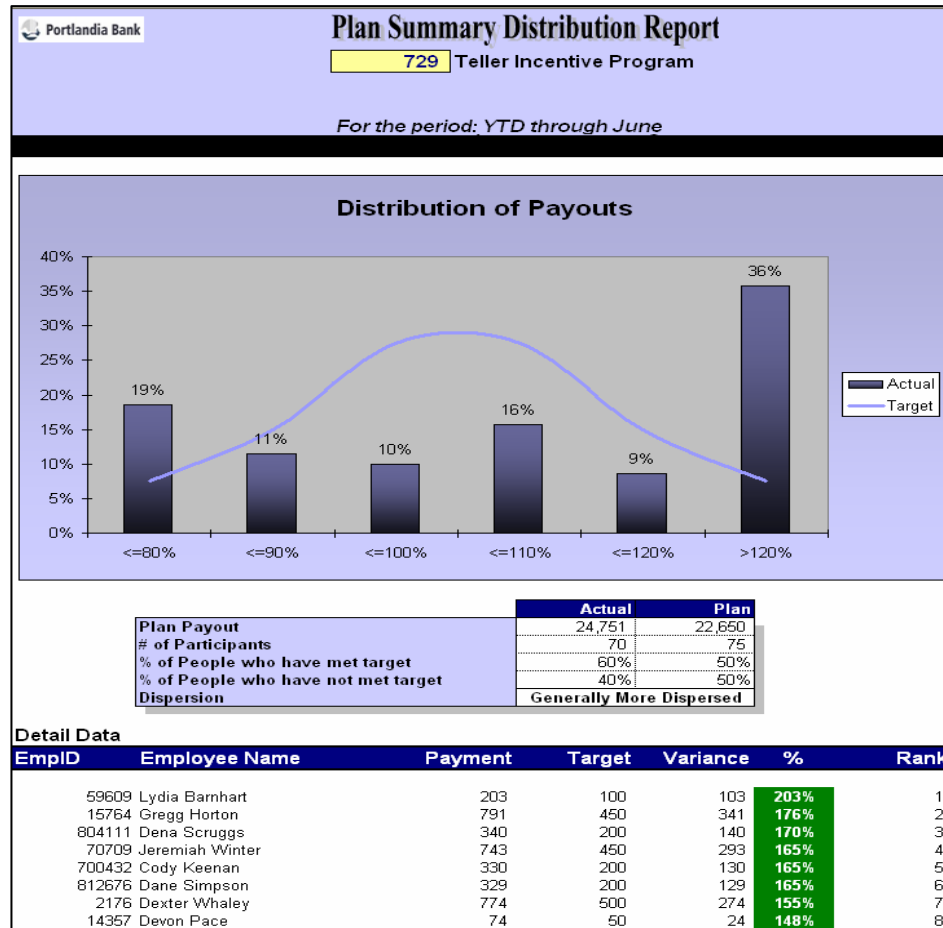 Portlandia Bank
Plan Summary Distribution Report
729 Teller Incentive Program
For the period: YTD through June
Distribution of Payouts
40%
35%
30%
25%
20%
15%
10%
5%
0%
19%
11%
10%
16%
9%
36%
<=80% <=90% <=100% <=110% <=120% >120%
Actual
Target
Actual Plan
Plan Payout 24,751 22,650
# of Participants 70 75
% of People who have met target 60% 50%
% of People who have not met target 40% 50%
Dispersion Generally More Dispersed
Detail Data
EmpID Employee Name Payment Target Variance % Rank
59609 Lydia Barnhart 203 100 103 203% 1
15764 Gregg Horton 791 450 341 176% 2
804111 Dena Scruggs 340 200 140 170% 3
70709 Jeremiah Winter 743 450 293 165% 4
700432 Cody Keenan 330 200 130 165% 5
812676 Dane Simpson 329 200 129 165% 6
2176 Dexter Whaley 774 500 274 155% 7
14357 Devon Pace 74 50 24 148% 8